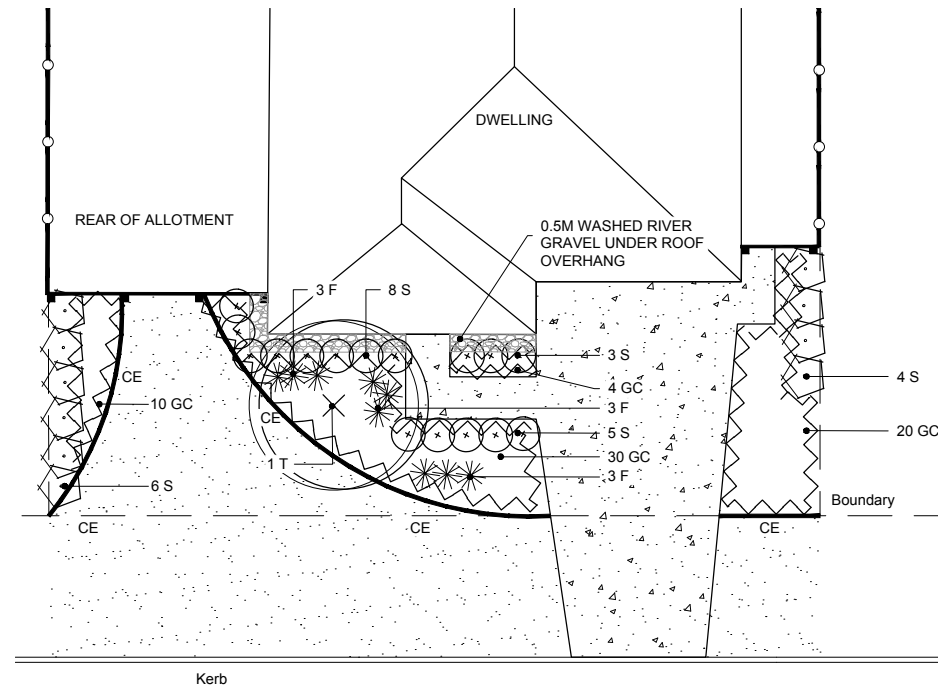 DWELLING
REAR OF ALLOTMENT
0.5M WASHED RIVER
GRAVEL UNDER ROOF
OVERHANG
3 F
8 S
3 S
4 GC
3 F
5 S
30 GC
3 F
4 S
20 GC
CE
10 GC
CE
1 T
6 S
Boundary
CE
CE
CE
Kerb